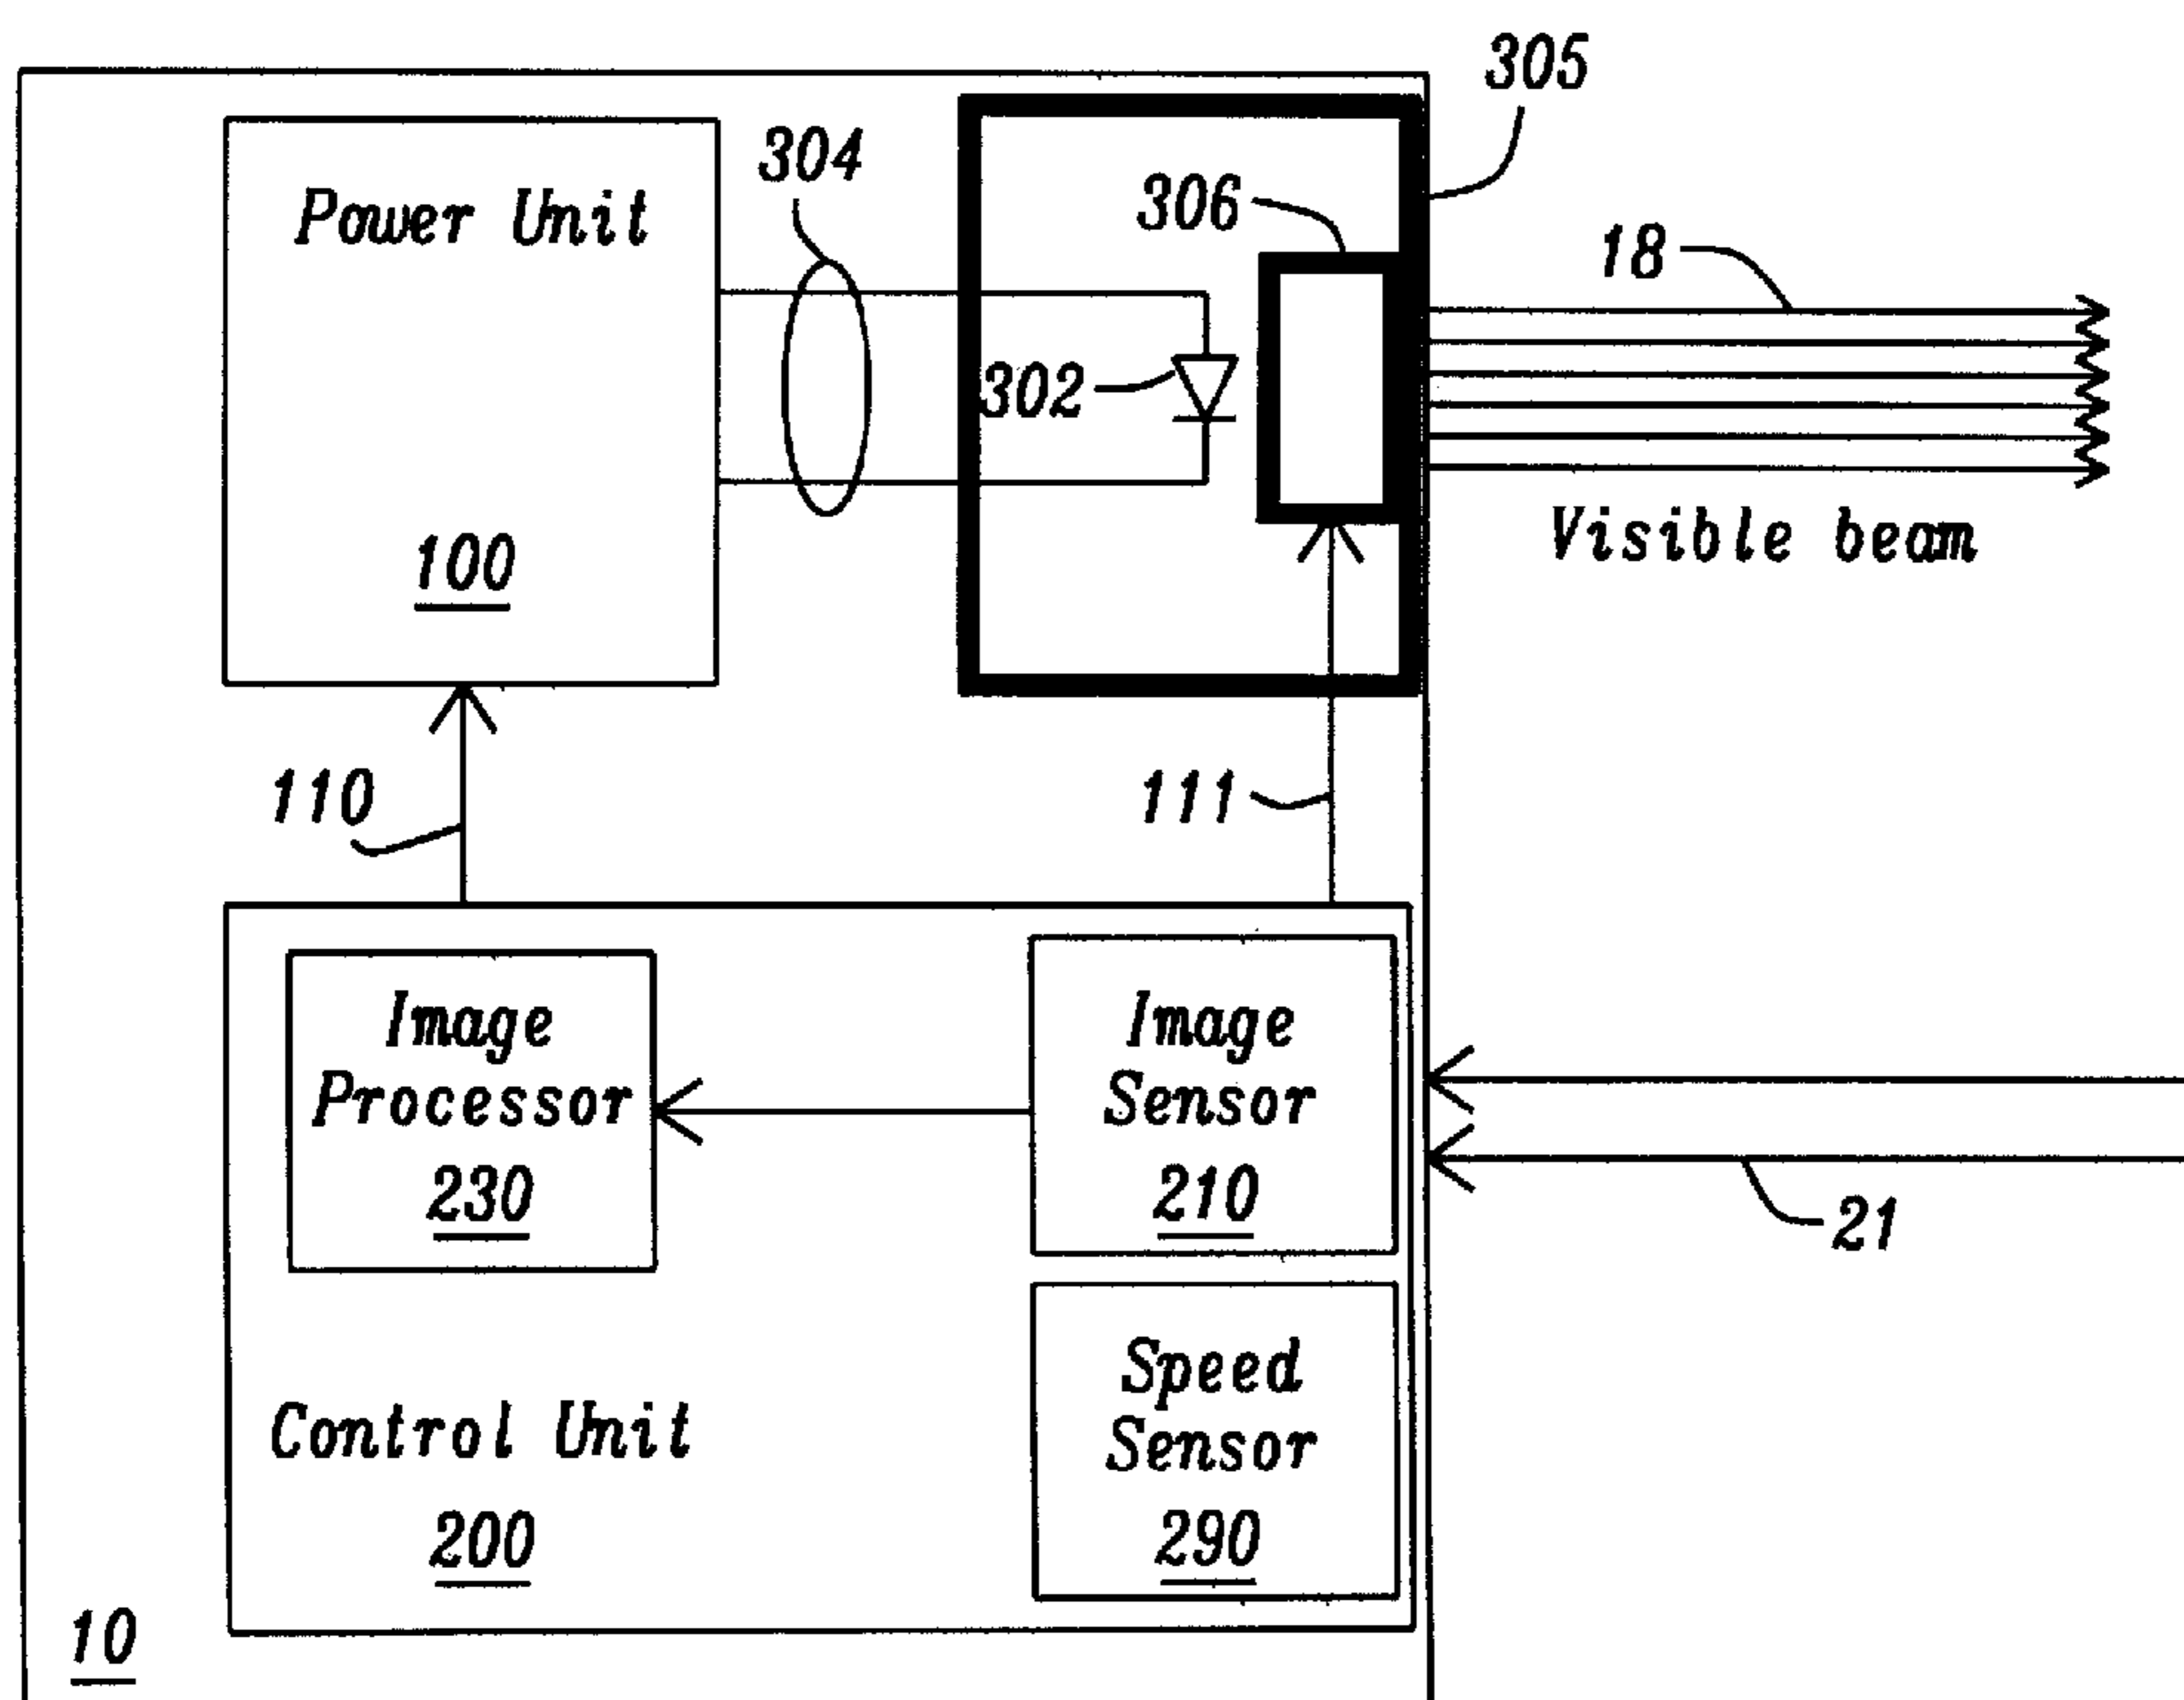 305
304
306
Power Unit
18
302
Visible beam
100
110
111
Image
Processor
230
Image
Sensor
210
21
Speed
Sensor
290
Control Unit
200
10